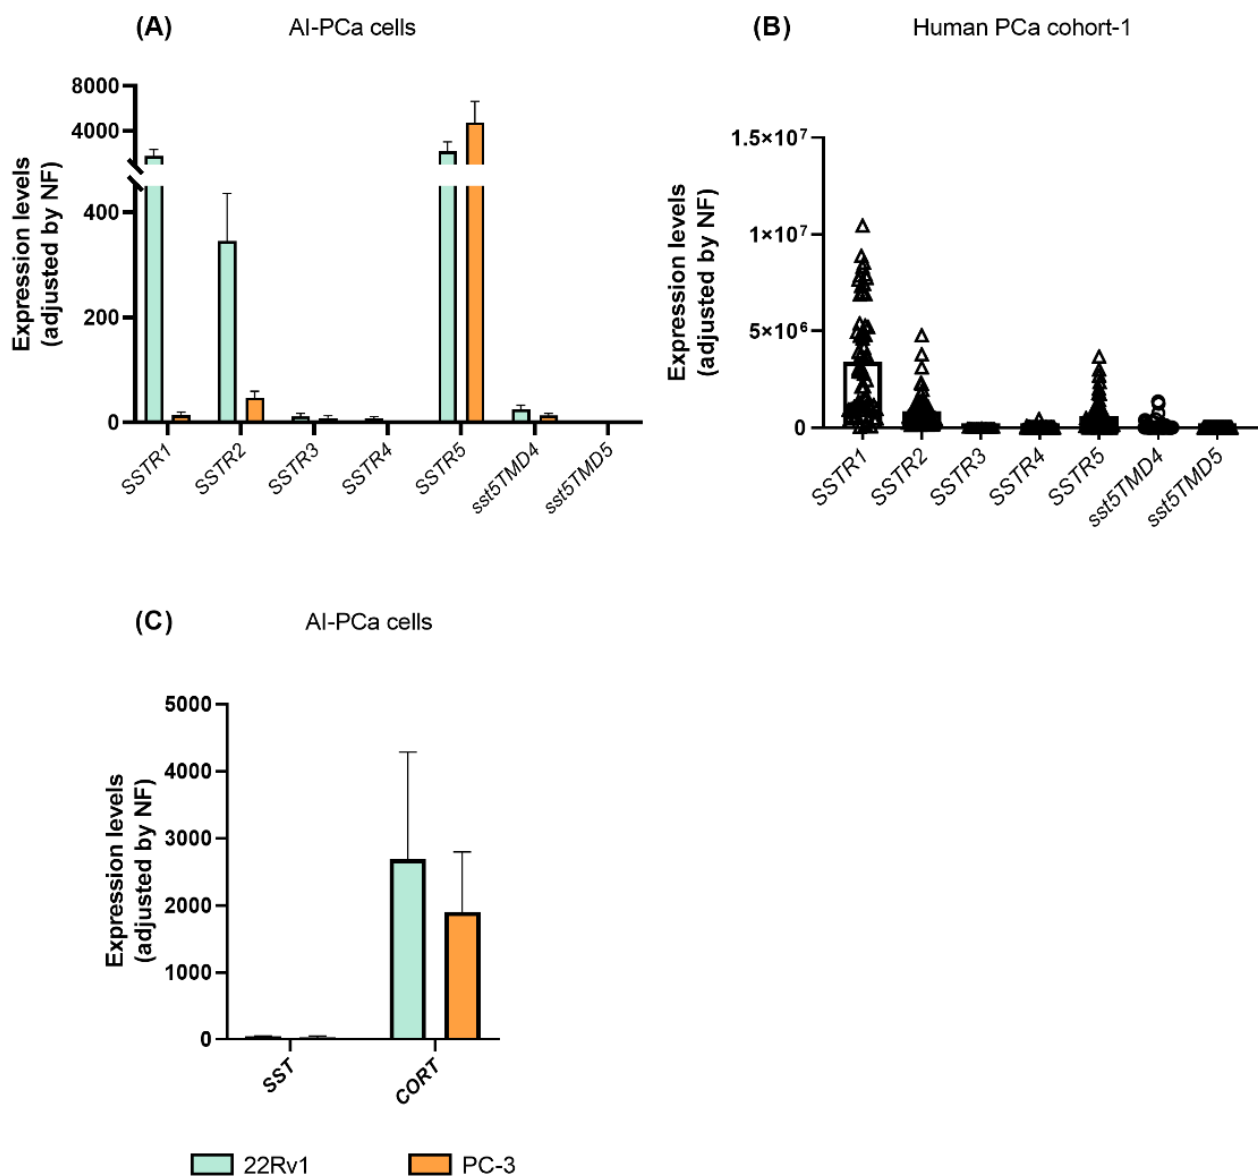 (A) AI-PCa cells
Expression levels
(adjusted by NF)
8000
4000
400
200
0
SSTR1
SSTR2
SSTR3
SSTR4
SSTR5
sst5TMD4
sst5TMD5
(B) Human PCa cohort-1
Expression levels
(adjusted by NF)
1.5×10⁷
1×10⁷
5×10⁶
0
SSTR1
SSTR2
SSTR3
SSTR4
SSTR5
sst5TMD4
sst5TMD5
(C) AI-PCa cells
Expression levels
(adjusted by NF)
5000
4000
3000
2000
1000
0
SST
CORT
22Rv1 PC-3